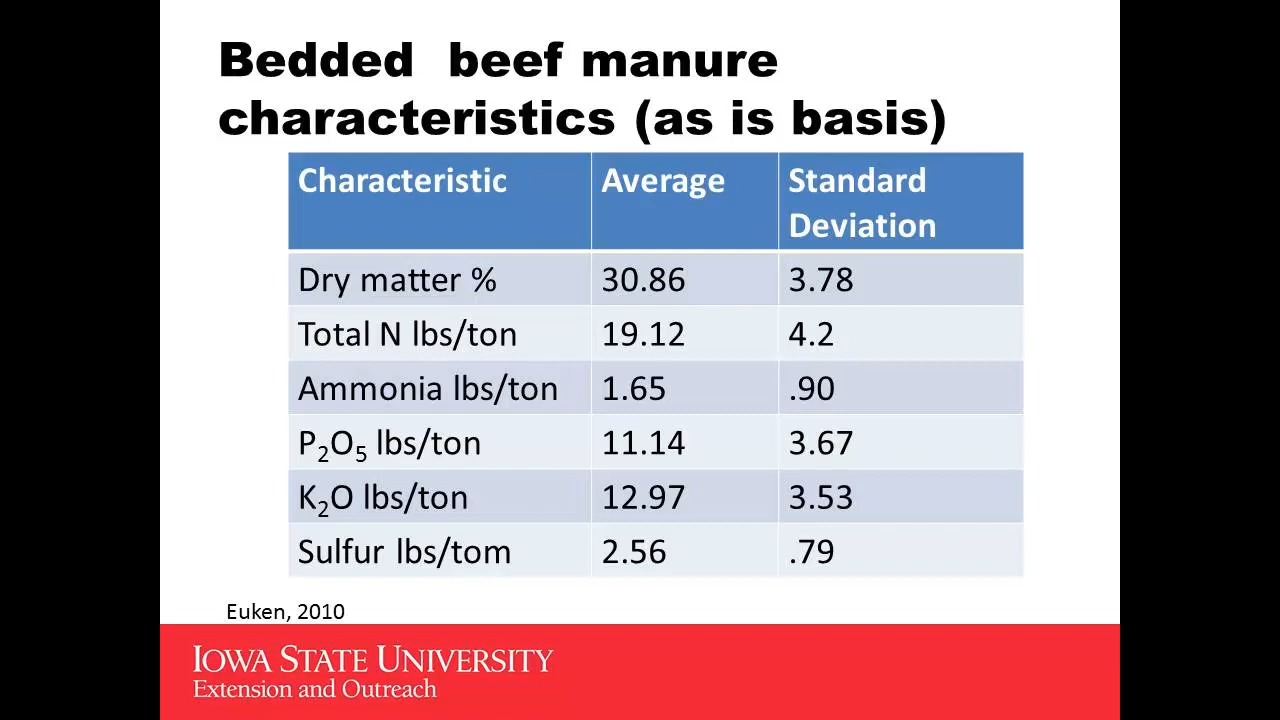 Bedded beef manure
characteristics (as is basis)
Characteristic Average Standard
Deviation
Dry matter % 30.86 3.78
Total N lbs/ton 19.12 4.2
Ammonia lbs/ton 1.65 .90
P₂O₅ lbs/ton 11.14 3.67
K₂O lbs/ton 12.97 3.53
Sulfur lbs/tom 2.56 .79
Euken, 2010
IOWA STATE UNIVERSITY
Extension and Outreach